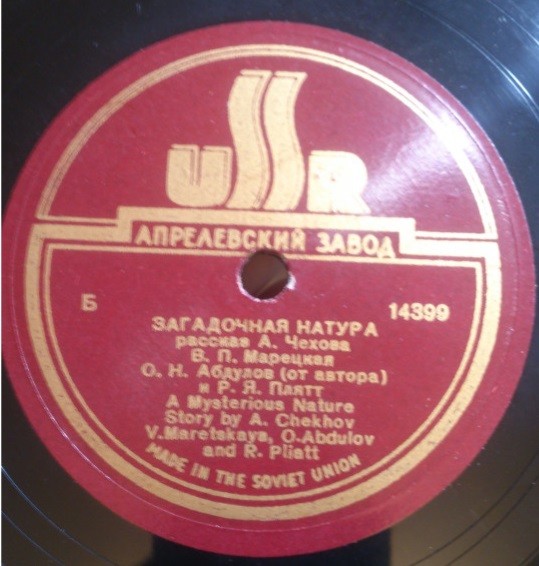 USSR
АПРЕЛЕВСКИЙ ЗАВОД
Б 14399
ЗАГАДОЧНАЯ НАТУРА
рассказ А. Чехова
В. П. Марецкая
О. Н. Абдулов (от автора)
и Р. Я. Плятт
A Mysterious Nature
Story by A. Chekhov
V.Maretskaya, O.Abdulov
and R. Pliatt
MADE IN THE SOVIET UNION